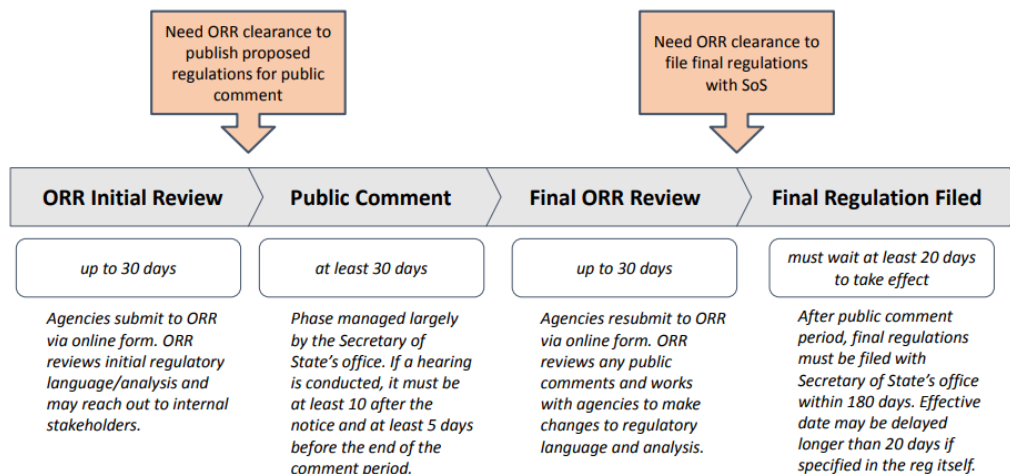 Need ORR clearance to
publish proposed
regulations for public
comment
Need ORR clearance to
file final regulations
with SoS
ORR Initial Review
Public Comment
Final ORR Review
Final Regulation Filed
up to 30 days
at least 30 days
up to 30 days
must wait at least 20 days
to take effect
Agencies submit to ORR
via online form. ORR
reviews initial regulatory
language/analysis and
may reach out to internal
stakeholders.
Phase managed largely
by the Secretary of
State’s office. If a hearing
is conducted, it must be
at least 10 after the
notice and at least 5 days
before the end of the
comment period.
Agencies resubmit to ORR
via online form. ORR
reviews any public
comments and works
with agencies to make
changes to regulatory
language and analysis.
After public comment
period, final regulations
must be filed with
Secretary of State’s office
within 180 days. Effective
date may be delayed
longer than 20 days if
specified in the reg itself.